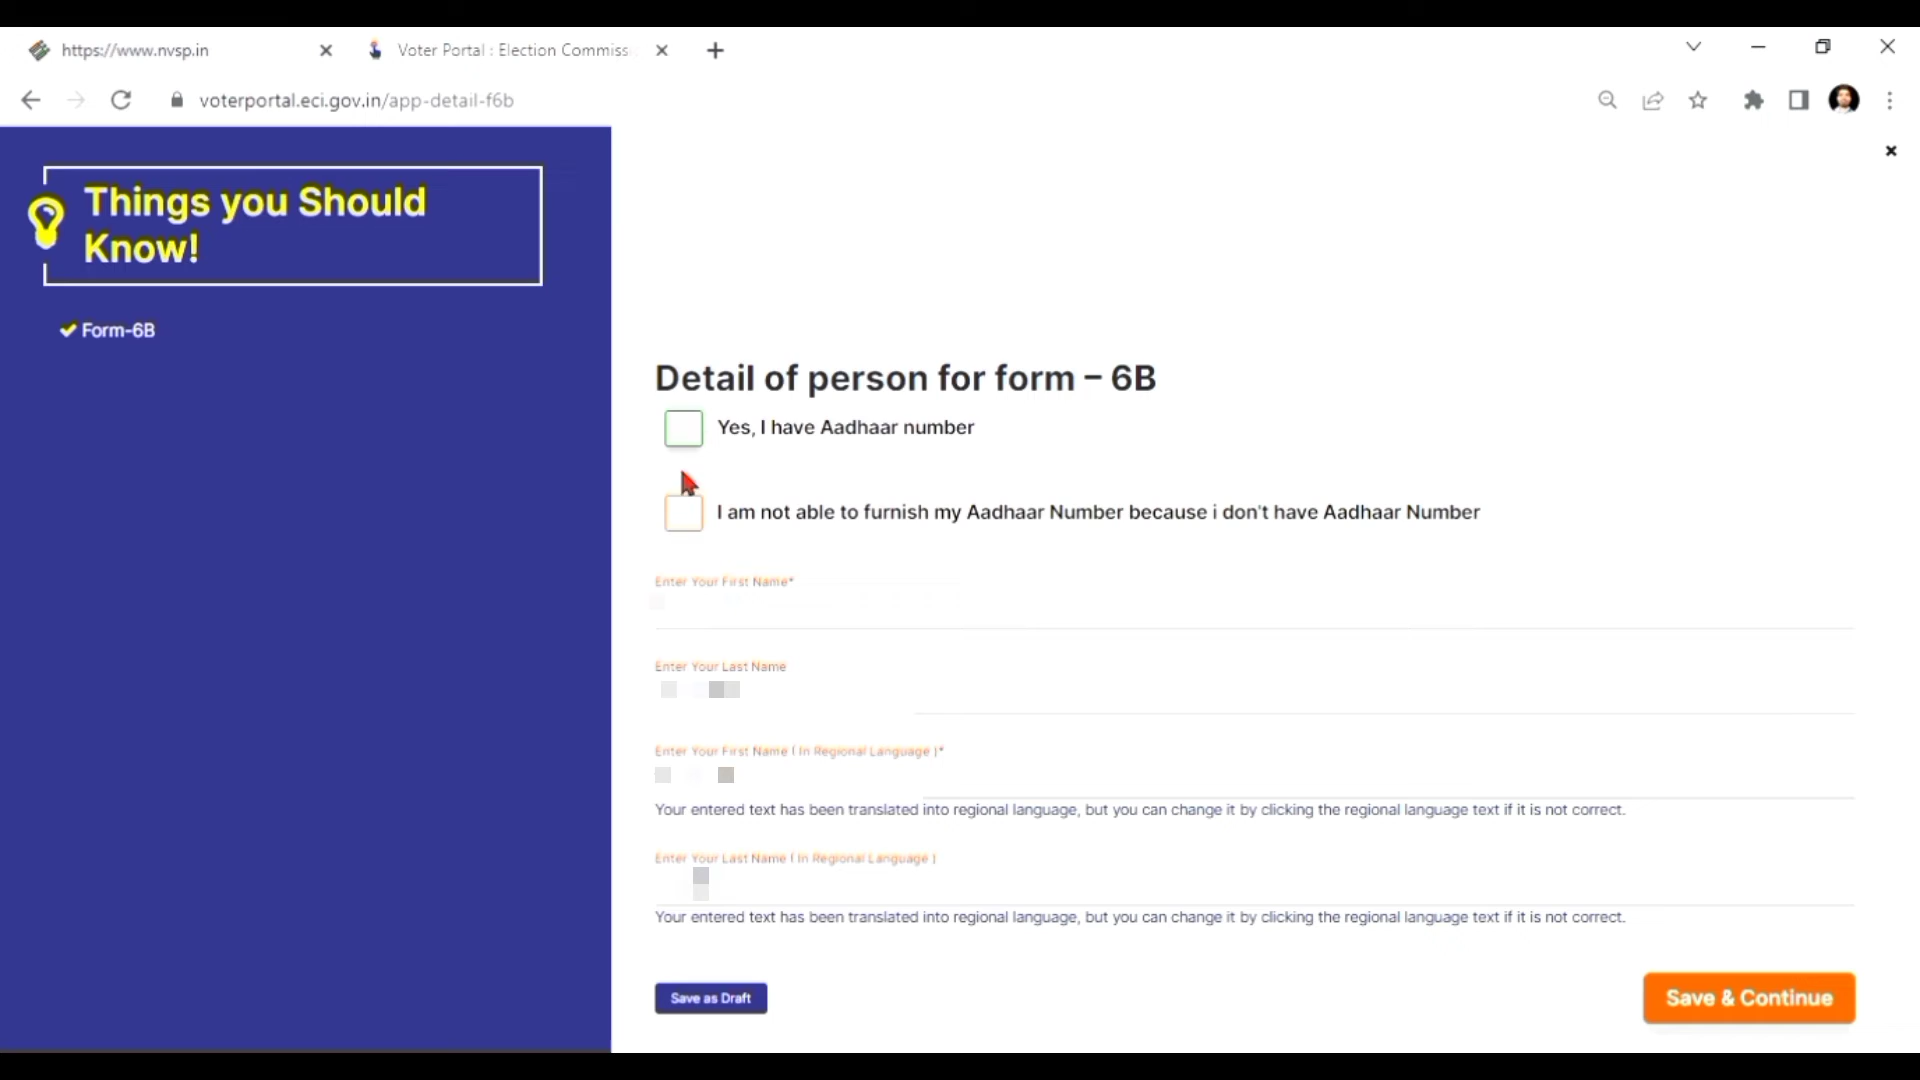 https://www.nvsp.in
Voter Portal : Election Commiss
voterportal.eci.gov.in/app-detail-f6b
Things you Should
Know!
Form-6B
Detail of person for form – 6B
Yes, I have Aadhaar number
I am not able to furnish my Aadhaar Number because i don't have Aadhaar Number
Enter Your First Name*
Enter Your Last Name
Enter Your First Name ( In Regional Language )*
Your entered text has been translated into regional language, but you can change it by clicking the regional language text if it is not correct.
Enter Your Last Name ( In Regional Language )
Your entered text has been translated into regional language, but you can change it by clicking the regional language text if it is not correct.
Save as Draft
Save & Continue